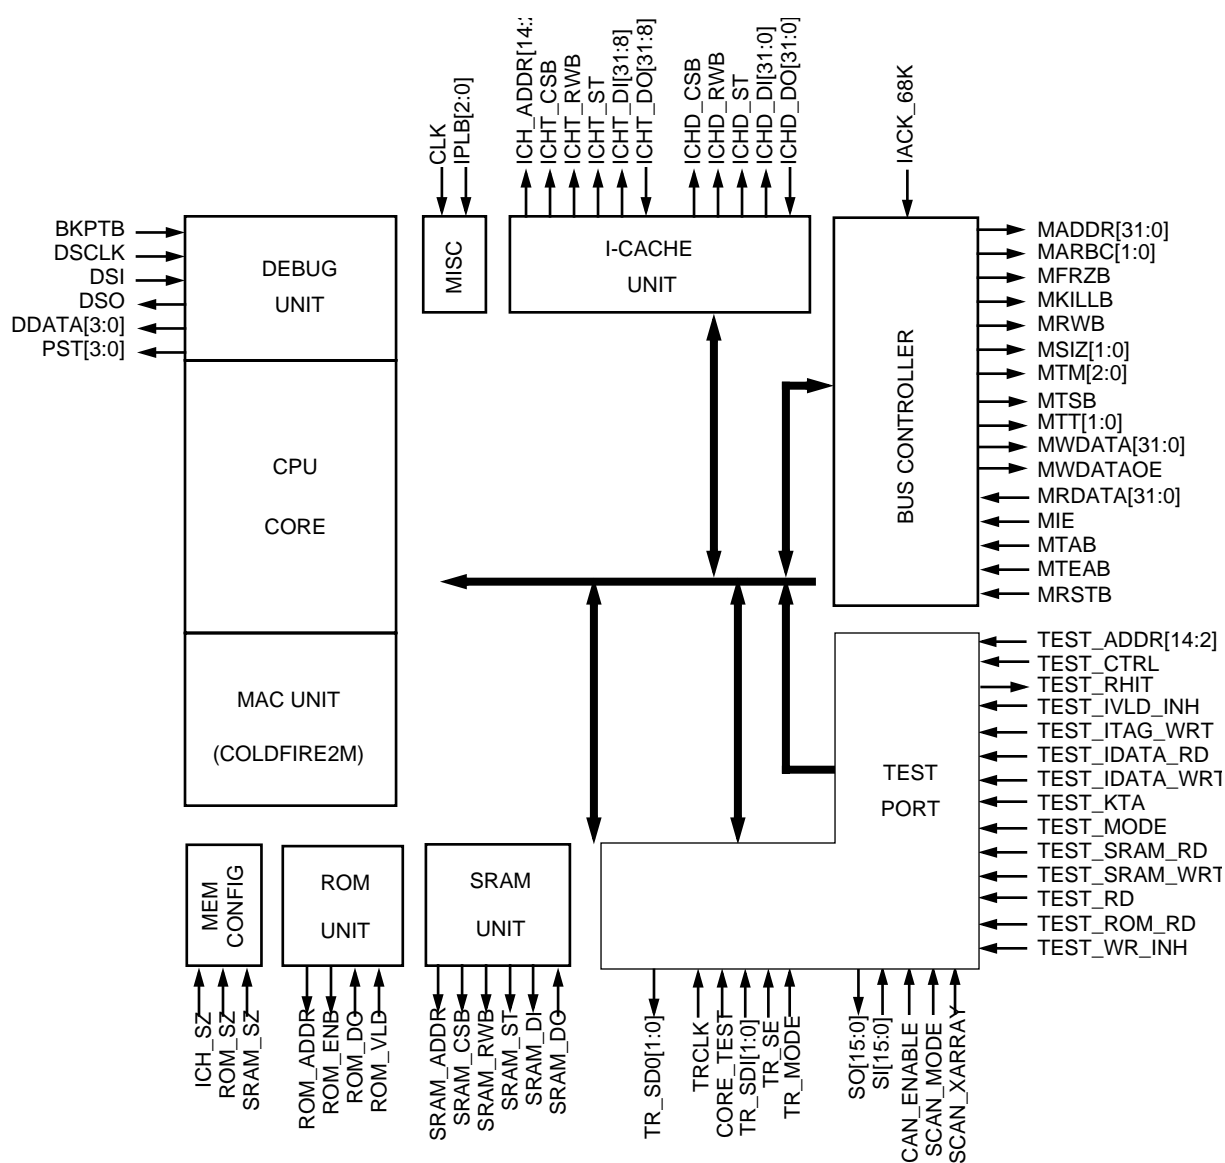 CLK
IPLB[2:0]
ICH_ADDR[14:2
ICHT_CSB
ICHT_RWB
ICHT_ST
ICHT_DI[31:8]
ICHT_DO[31:8]
ICHD_CSB
ICHD_RWB
ICHD_ST
ICHD_DI[31:0]
ICHD_DO[31:0]
IACK_68K
BKPTB
DSCLK
DSI
DSO
DDATA[3:0]
PST[3:0]
DEBUG
UNIT
CPU
CORE
MAC UNIT
(COLDFIRE2M)
MISC
I-CACHE
UNIT
BUS CONTROLLER
MADDR[31:0]
MARBC[1:0]
MFRZB
MKILLB
MRWB
MSIZ[1:0]
MTM[2:0]
MTSB
MTT[1:0]
MWDATA[31:0]
MWDATAOE
MRDATA[31:0]
MIE
MTAB
MTEAB
MRSTB
TEST
PORT
TEST_ADDR[14:2]
TEST_CTRL
TEST_RHIT
TEST_IVLD_INH
TEST_ITAG_WRT
TEST_IDATA_RD
TEST_IDATA_WRT
TEST_KTA
TEST_MODE
TEST_SRAM_RD
TEST_SRAM_WRT
TEST_RD
TEST_ROM_RD
TEST_WR_INH
MEM
CONFIG
ROM
UNIT
SRAM
UNIT
ICH_SZ
ROM_SZ
SRAM_SZ
ROM_ADDR
ROM_ENB
ROM_DO
ROM_VLD
SRAM_ADDR
SRAM_CSB
SRAM_RWB
SRAM_ST
SRAM_DI
SRAM_DO
TR_SD0[1:0]
TRCLK
CORE_TEST
TR_SDI[1:0]
TR_SE
TR_MODE
SO[15:0]
SI[15:0]
CAN_ENABLE
SCAN_MODE
SCAN_XARRAY